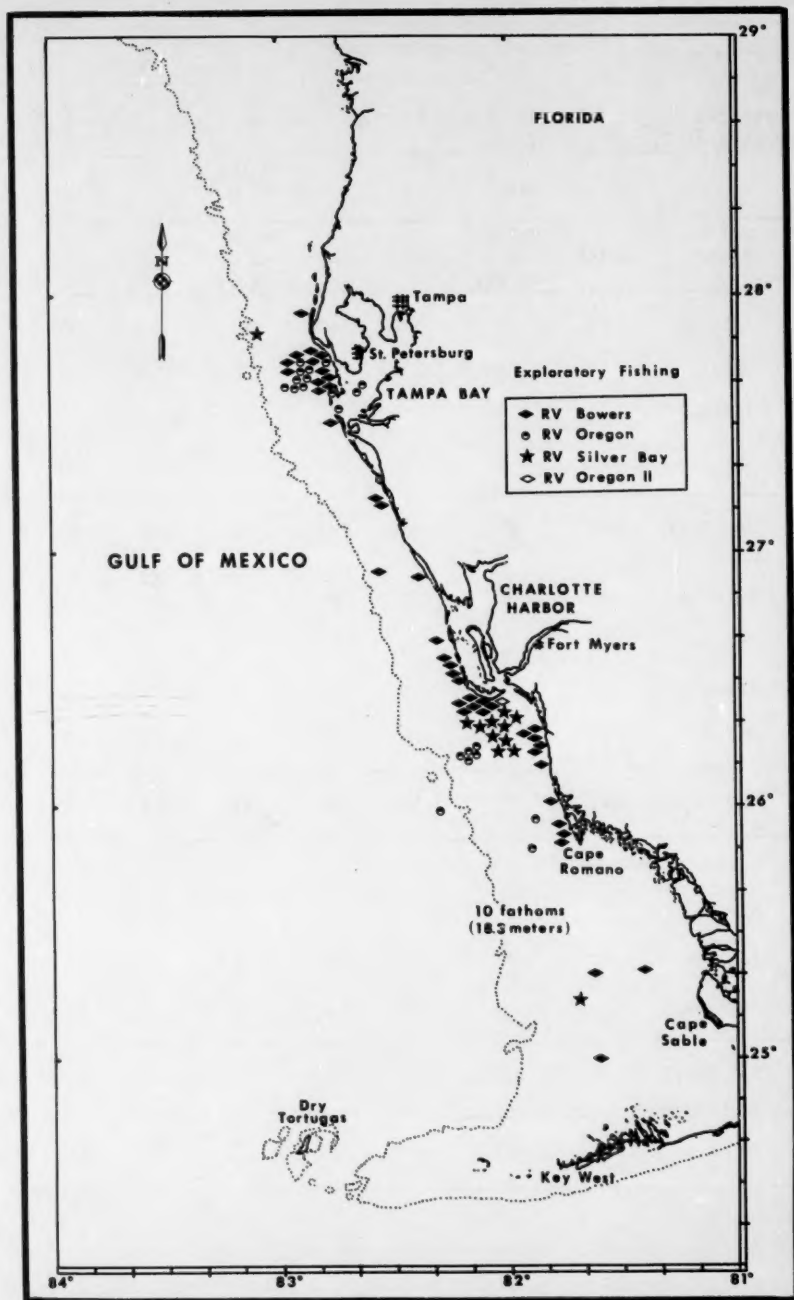 29°
FLORIDA
N
28°
Tampa
St. Petersburg
TAMPA BAY
Exploratory Fishing
RV Bowers
RV Oregon
RV Silver Bay
RV Oregon II
27°
GULF OF MEXICO
CHARLOTTE
HARBOR
Fort Myers
26°
Cape
Romano
10 fathoms
(18.3 meters)
Cape
Sable
25°
Dry
Tortugas
Key West
84°
83°
82°
81°